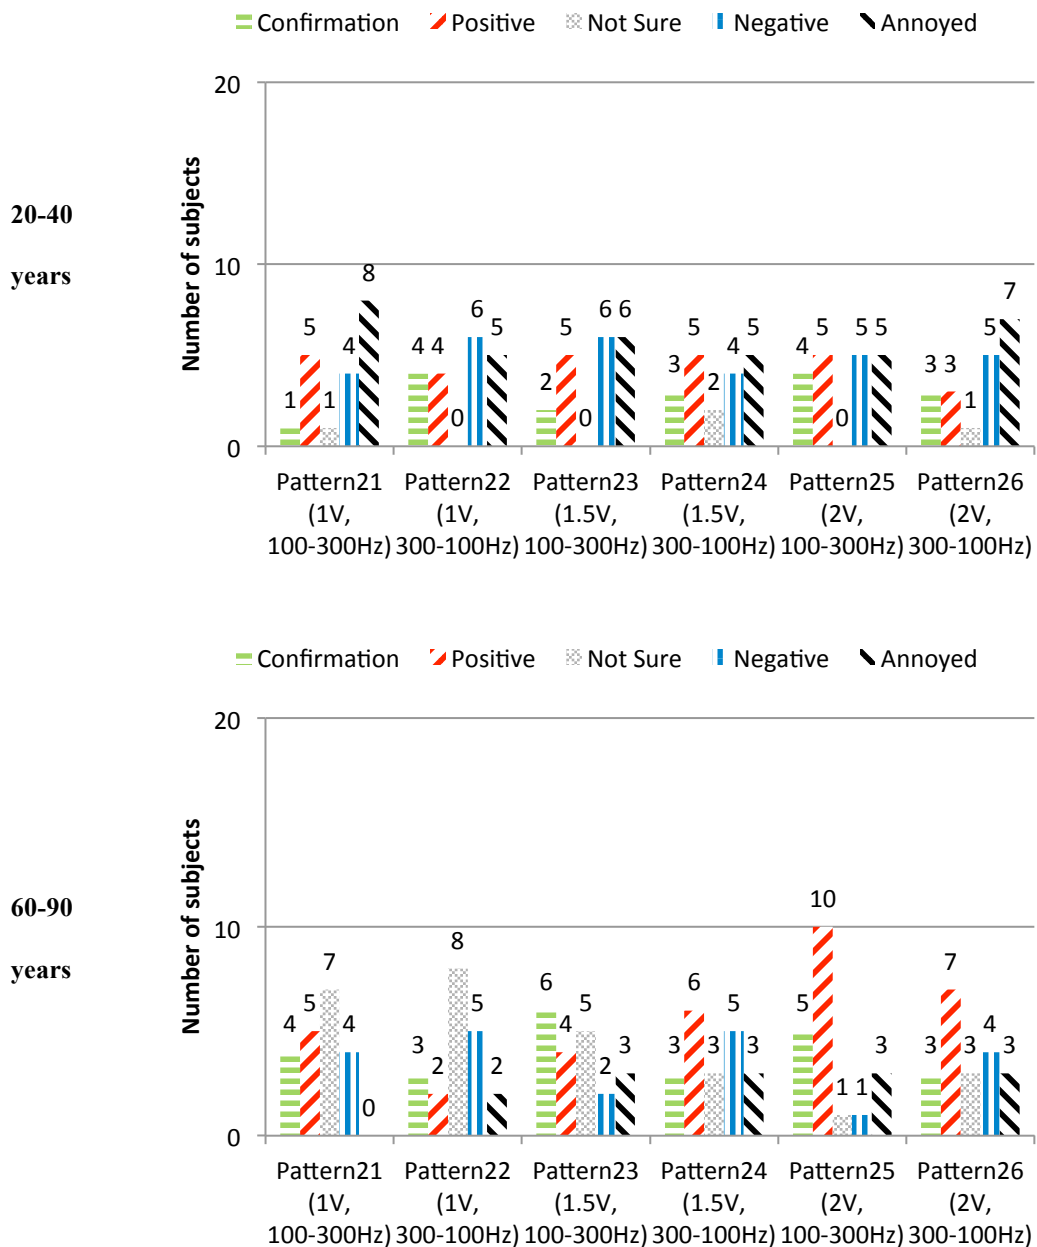 Confirmation Positive Not Sure Negative Annoyed
20-40
years
Number of subjects
20
10
0
1 5 1 4 8
4 4 0 6 5
2 5 0 6 6
3 5 2 4 5
4 5 0 5 5
3 3 1 5 7
Pattern21 Pattern22 Pattern23 Pattern24 Pattern25 Pattern26
(1V, (1V, (1.5V, (1.5V, (2V, (2V,
100-300Hz) 300-100Hz) 100-300Hz) 300-100Hz) 100-300Hz) 300-100Hz)
Confirmation Positive Not Sure Negative Annoyed
60-90
years
Number of subjects
20
10
0
4 5 7 4 0
3 2 8 5 2
6 4 5 2 3
3 6 3 5 3
5 10 1 1 3
3 7 3 4 3
Pattern21 Pattern22 Pattern23 Pattern24 Pattern25 Pattern26
(1V, (1V, (1.5V, (1.5V, (2V, (2V,
100-300Hz) 300-100Hz) 100-300Hz) 300-100Hz) 100-300Hz) 300-100Hz)